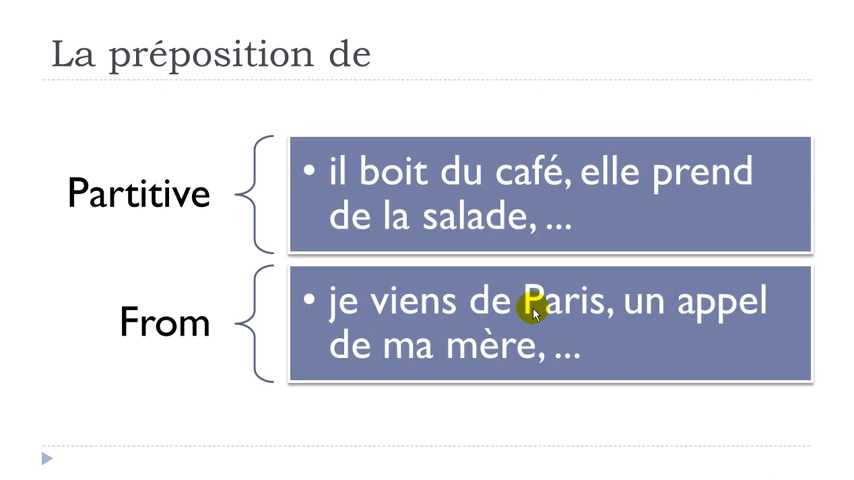 La préposition de
Partitive
• il boit du café, elle prend
de la salade, ...
From
• je viens de Paris, un appel
de ma mère, ...